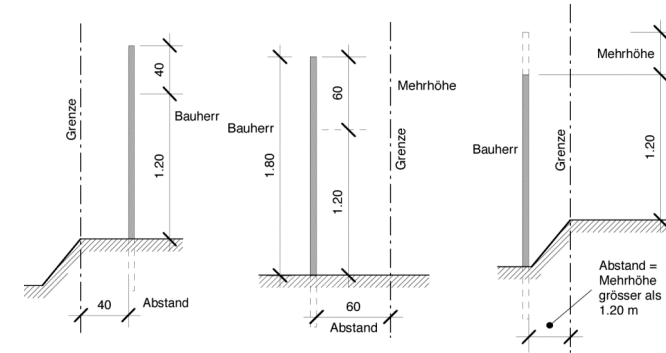 Grenze
40
1.20
Bauherr
40
Abstand
Bauherr
1.80
60
1.20
Mehrhöhe
Grenze
60
Abstand
Mehrhöhe
Bauherr
Grenze
1.20
Abstand =
Mehrhöhe
grösser als
1.20 m